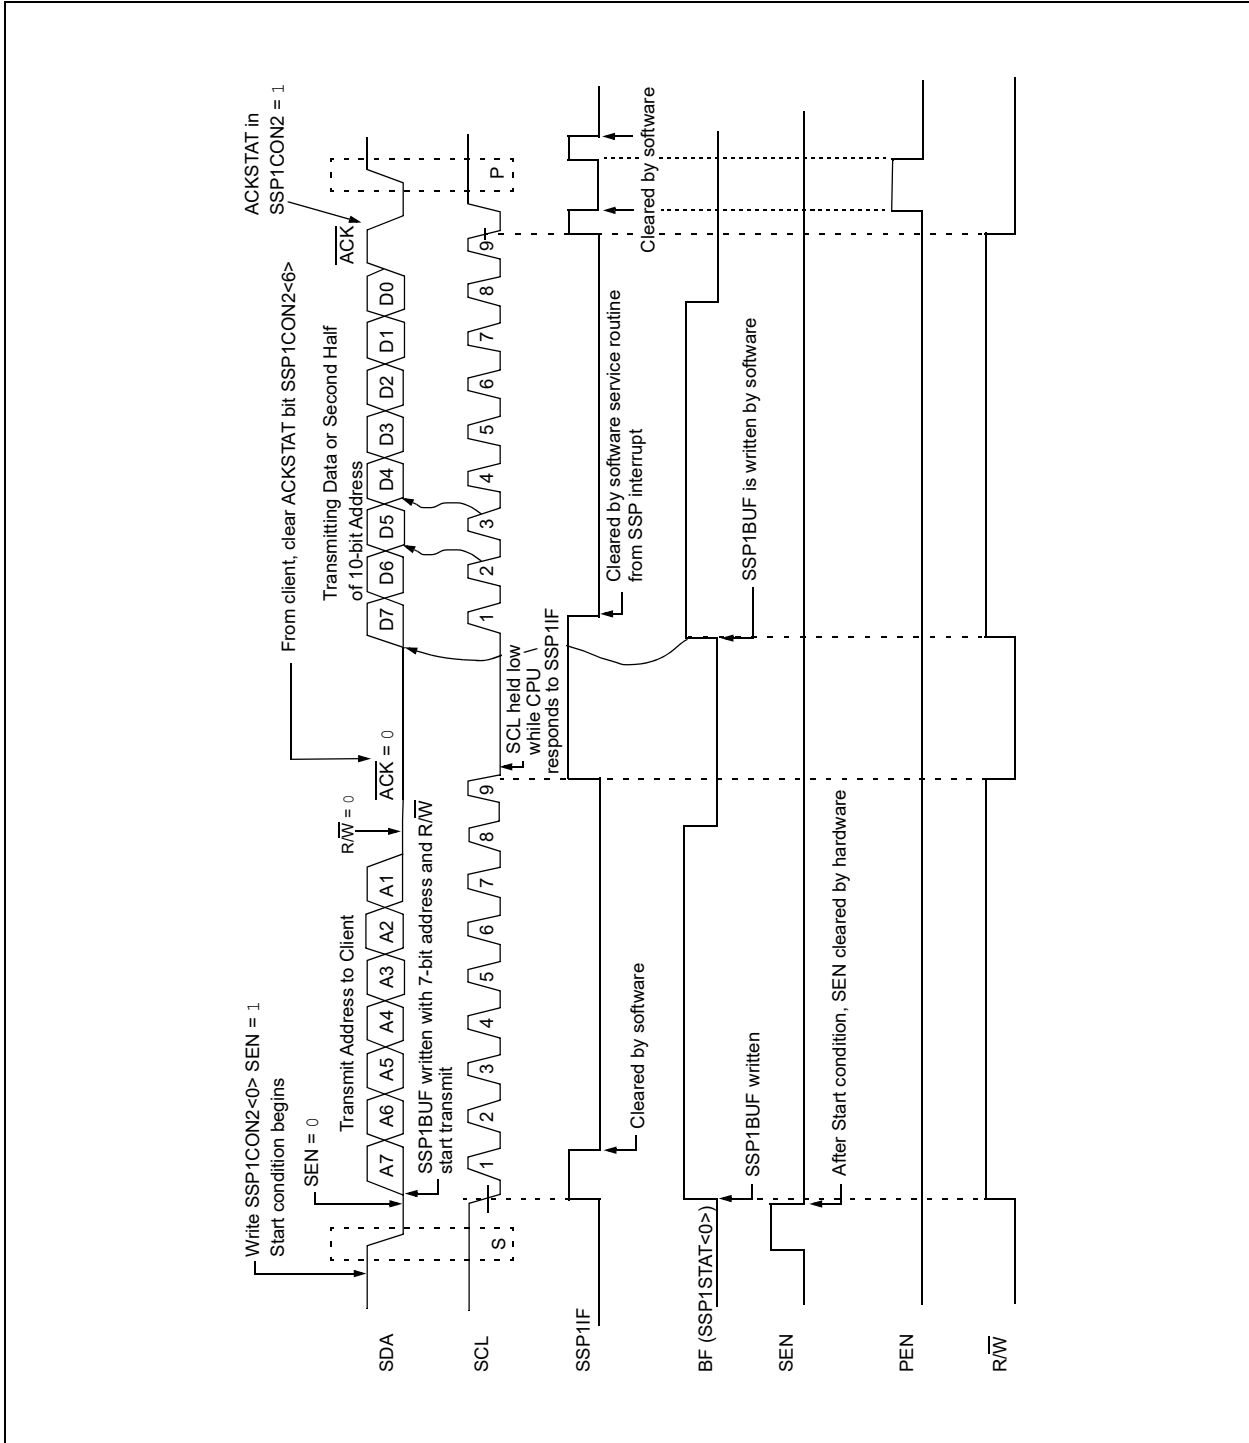 Write SSP1CON2<0> SEN = 1
Start condition begins
SEN = 0
Transmit Address to Client
R/W = 0
ACK = 0
From client, clear ACKSTAT bit SSP1CON2<6>
Transmitting Data or Second Half
of 10-bit Address
ACK
ACKSTAT in
SSP1CON2 = 1
SDA
A7 A6 A5 A4 A3 A2 A1
D7 D6 D5 D4 D3 D2 D1 D0
SSP1BUF written with 7-bit address and R/W
start transmit
SCL
S
1 2 3 4 5 6 7 8 9
1 2 3 4 5 6 7 8 9
P
SCL held low
while CPU
responds to SSP1IF
SSP1IF
Cleared by software
Cleared by software service routine
from SSP interrupt
Cleared by software
BF (SSP1STAT<0>)
SSP1BUF written
SSP1BUF is written by software
SEN
After Start condition, SEN cleared by hardware
PEN
R/W